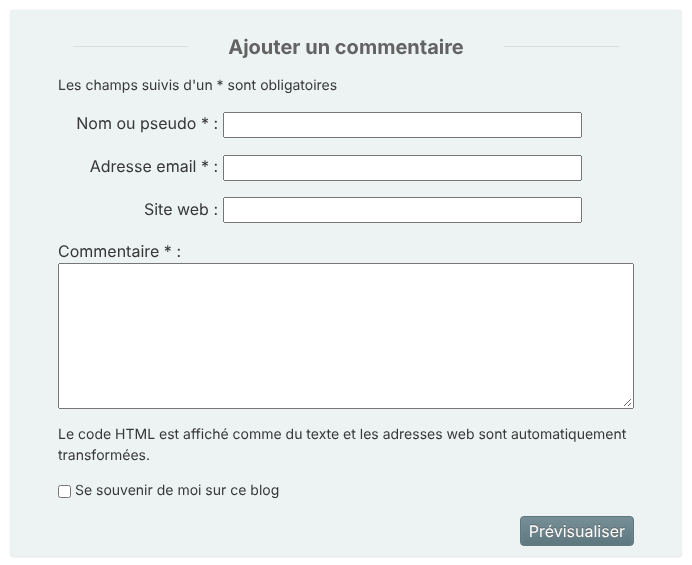 Ajouter un commentaire
Les champs suivis d'un * sont obligatoires
Nom ou pseudo * :
Adresse email * :
Site web :
Commentaire * :
Le code HTML est affiché comme du texte et les adresses web sont automatiquement
transformées.
Se souvenir de moi sur ce blog
Prévisualiser